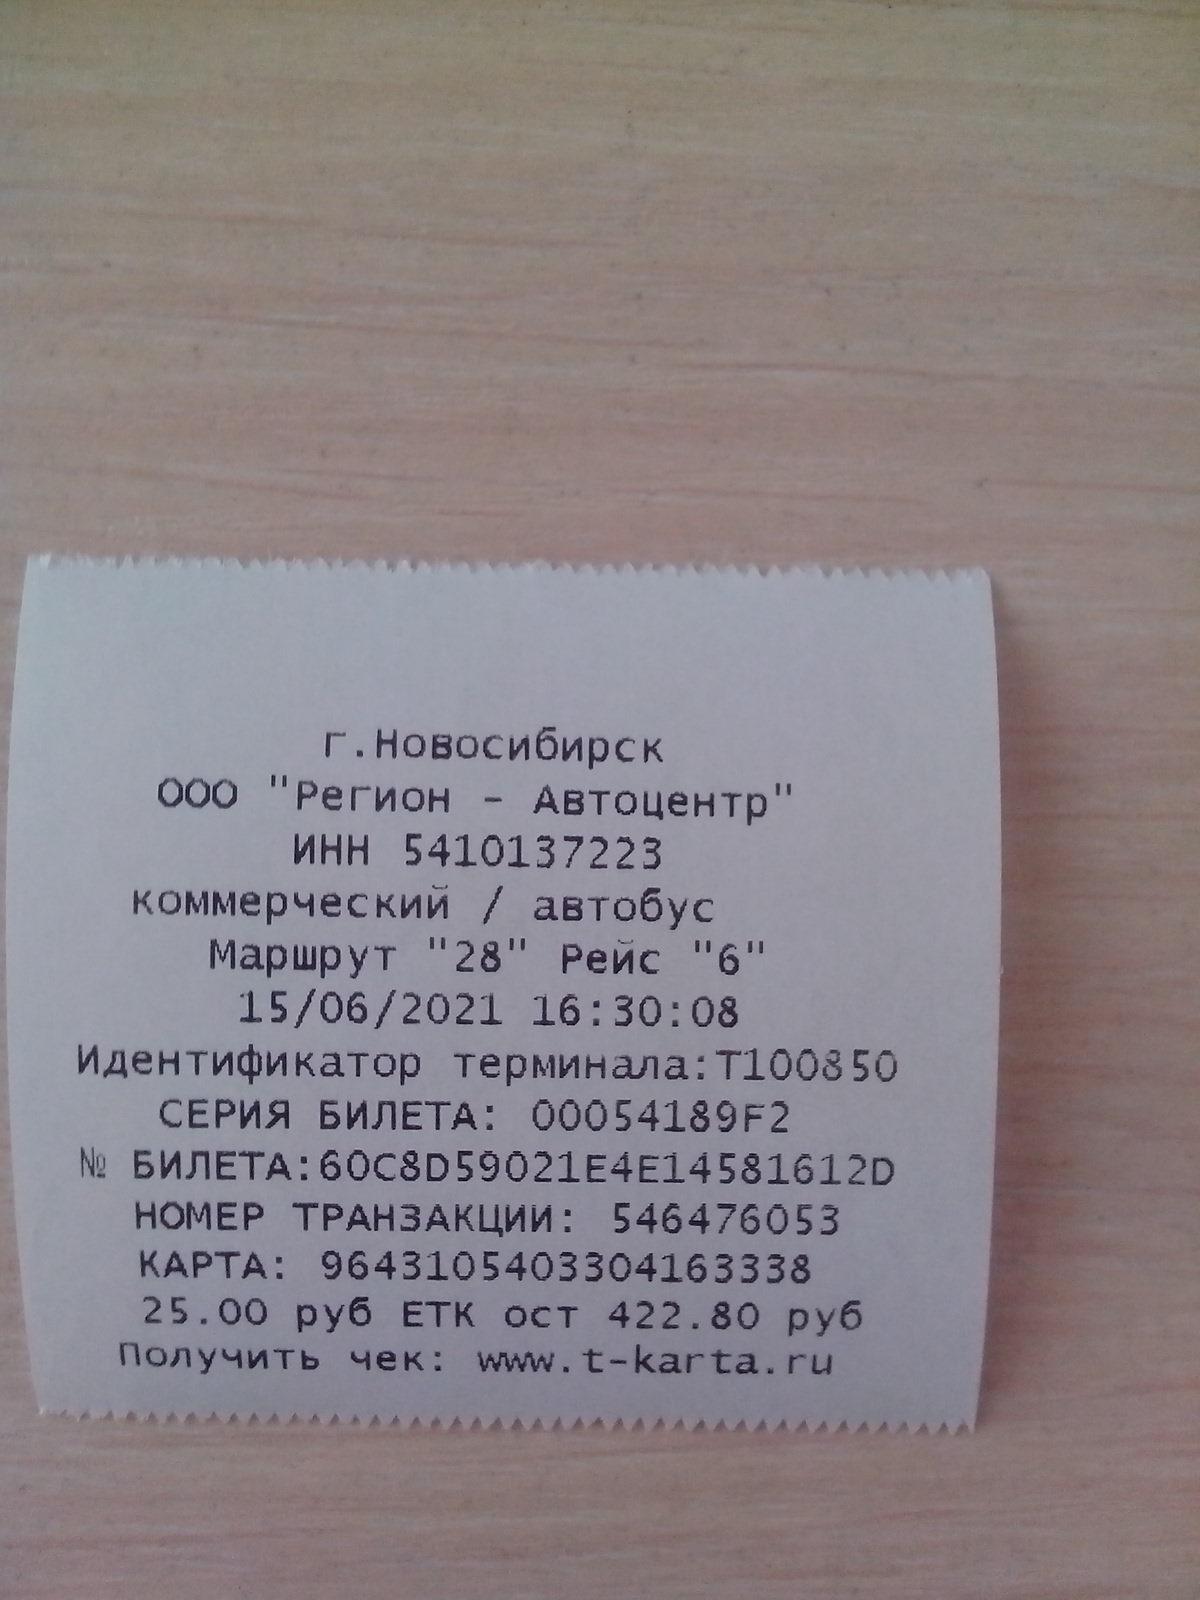 г.Новосибирск
ООО "Регион - Автоцентр"
ИНН 5410137223
коммерческий / автобус
Маршрут "28" Рейс "6"
15/06/2021 16:30:08
Идентификатор терминала:Т100850
СЕРИЯ БИЛЕТА: 00054189F2
№ БИЛЕТА:60C8D59021E4E14581612D
НОМЕР ТРАНЗАКЦИИ: 546476053
КАРТА: 9643105403304163338
25.00 руб ЕТК ост 422.80 руб
Получить чек: www.t-karta.ru